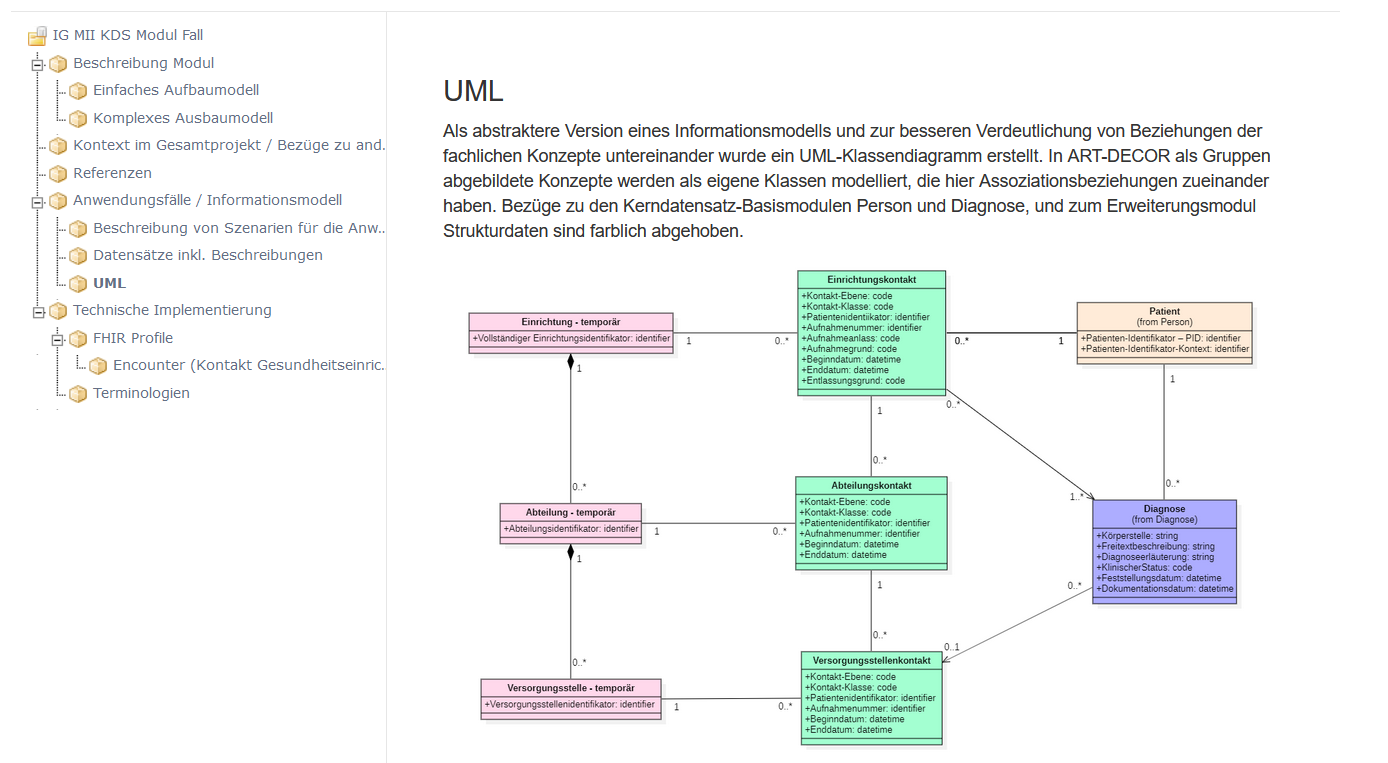 IG MII KDS Modul Fall
Beschreibung Modul
Einfaches Aufbaumodell
Komplexes Ausbaumodell
Kontext im Gesamtprojekt / Bezüge zu and.
Referenzen
Anwendungsfälle / Informationsmodell
Beschreibung von Szenarien für die Anw..
Datensätze inkl. Beschreibungen
UML
Technische Implementierung
FHIR Profile
Encounter (Kontakt Gesundheitseinric.
Terminologien
UML
Als abstraktere Version eines Informationsmodells und zur besseren Verdeutlichung von Beziehungen der
fachlichen Konzepte untereinander wurde ein UML-Klassendiagramm erstellt. In ART-DECOR als Gruppen
abgebildete Konzepte werden als eigene Klassen modelliert, die hier Assoziationsbeziehungen zueinander
haben. Bezüge zu den Kerndatensatz-Basismodulen Person und Diagnose, und zum Erweiterungsmodul
Strukturdaten sind farblich abgehoben.
Einrichtung - temporär
+Vollständiger Einrichtungsidentifikator: identifier
1
0..*
Einrichtungskontakt
+Kontakt-Ebene: code
+Kontakt-Klasse: code
+Patientenidentiikator: identifier
+Aufnahmenummer: identifier
+Aufnahmeanlass: code
+Aufnahmegrund: code
+Beginndatum: datetime
+Enddatum: datetime
+Entlassungsgrund: code
0..*
1
Patient
(from Person)
+Patienten-Identifikator – PID: identifier
+Patienten-Identifikator-Kontext: identifier
1
1
0..*
1
0..*
0..*
1..*
0..*
Abteilung - temporär
+Abteilungsidentifikator: identifier
1
0..*
Abteilungskontakt
+Kontakt-Ebene: code
+Kontakt-Klasse: code
+Patientenidentifikator: identifier
+Aufnahmenummer: identifier
+Beginndatum: datetime
+Enddatum: datetime
Diagnose
(from Diagnose)
+Körperstelle: string
+Freitextbeschreibung: string
+Diagnoseerläuterung: string
+KlinischerStatus: code
+Feststellungsdatum: datetime
+Dokumentationsdatum: datetime
1
0..*
1
0..*
0..*
0..1
Versorgungsstelle - temporär
+Versorgungsstellenidentifikator: identifier
1
0..*
Versorgungsstellenkontakt
+Kontakt-Ebene: code
+Kontakt-Klasse: code
+Patientenidentifikator: identifier
+Aufnahmenummer: identifier
+Beginndatum: datetime
+Enddatum: datetime